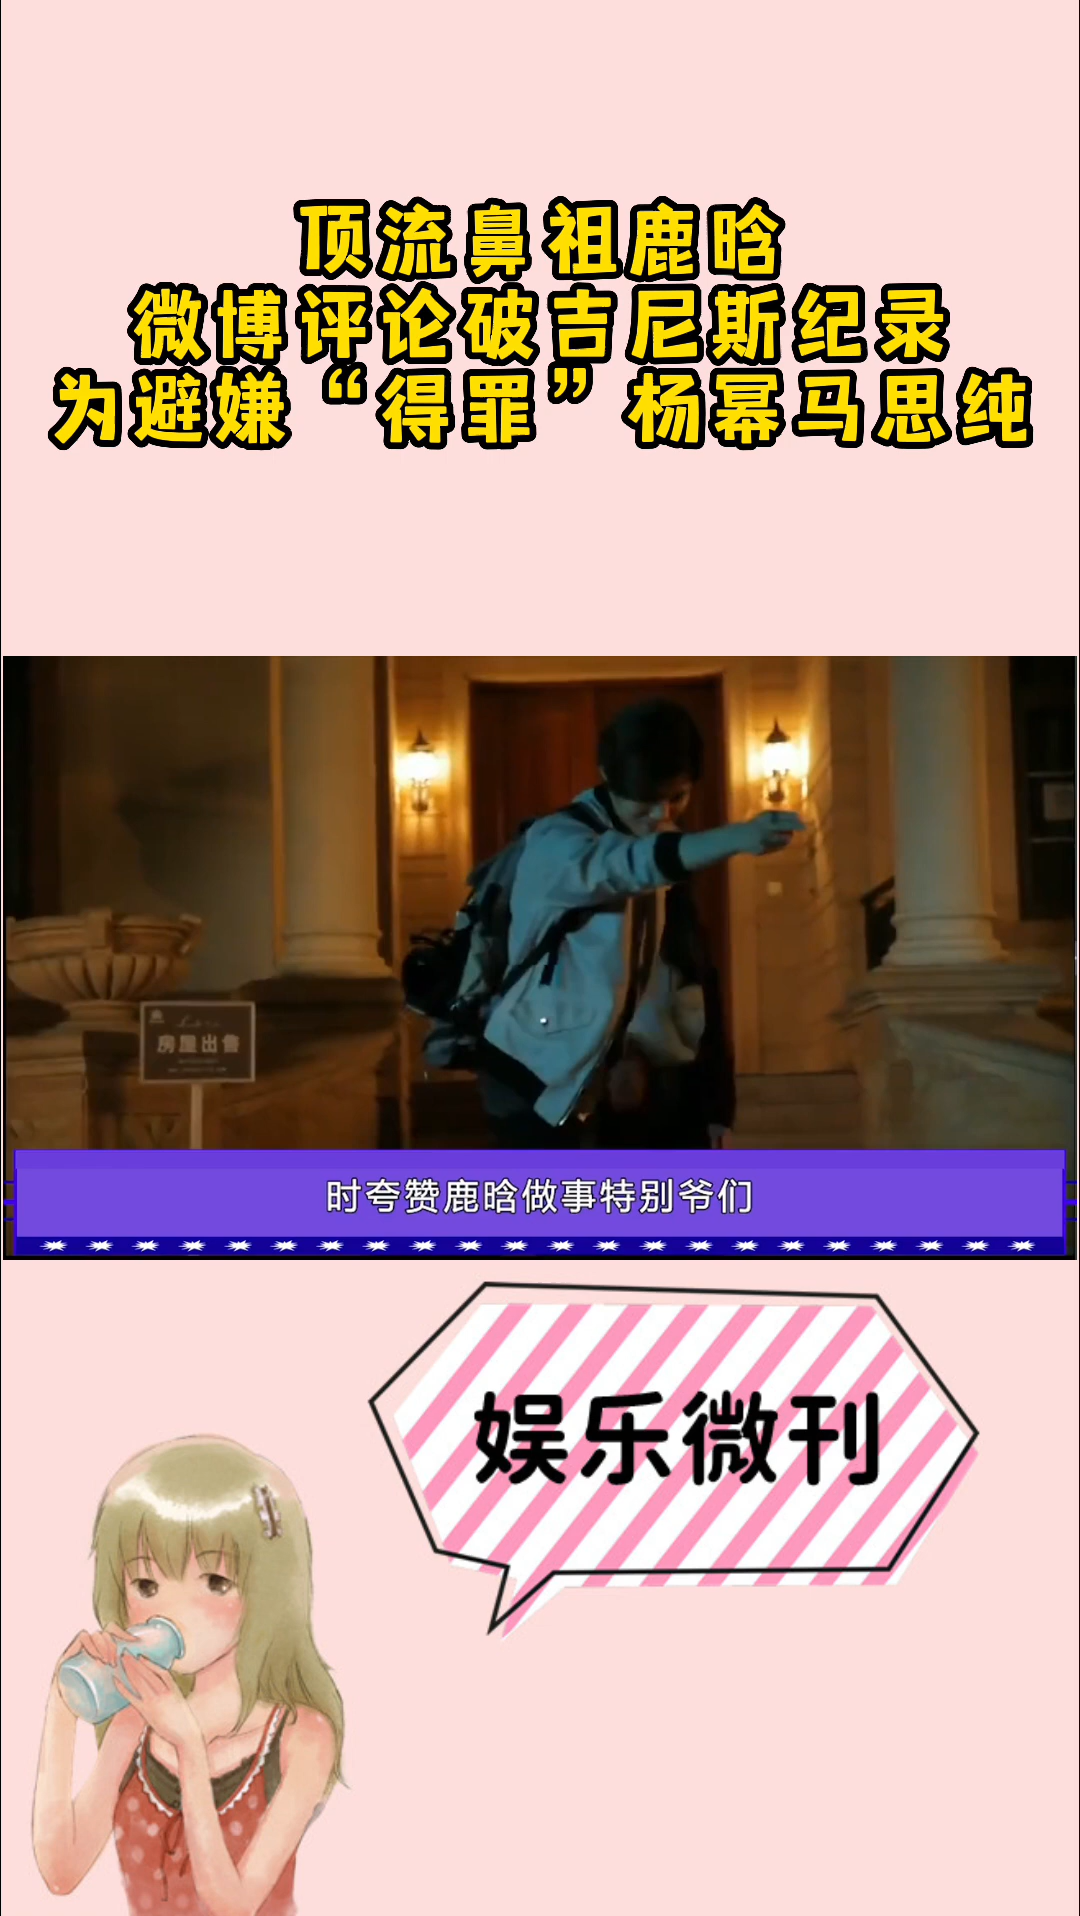 顶流鼻祖鹿晗
微博评论破吉尼斯纪录
为避嫌“得罪”杨幂马思纯
房屋出售
时夸赞鹿晗做事特别爷们
娱乐微刊